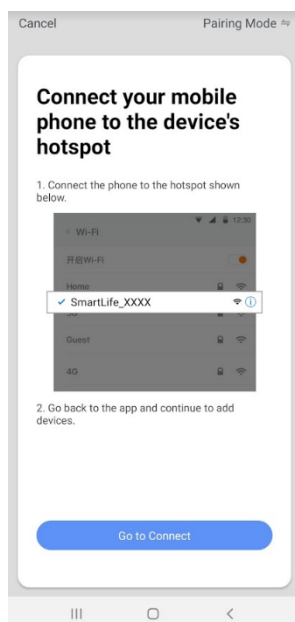 Cancel
Pairing Mode ⇋
Connect your mobile
phone to the device's
hotspot
1. Connect the phone to the hotspot shown
below.
12:30
< Wi-Fi
开启Wi-Fi
Home
✓ SmartLife_XXXX
5G
Guest
4G
2. Go back to the app and continue to add
devices.
Go to Connect